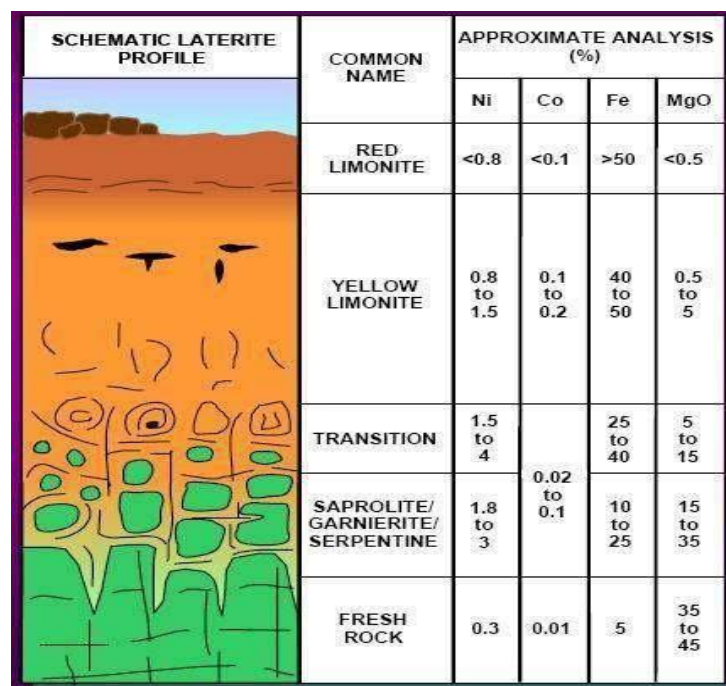 SCHEMATIC LATERITE
PROFILE
COMMON
NAME
APPROXIMATE ANALYSIS
(%)
Ni
Co
Fe
MgO
RED
LIMONITE
<0.8
<0.1
>50
<0.5
YELLOW
LIMONITE
0.8
to
1.5
0.1
to
0.2
40
to
50
0.5
to
5
TRANSITION
1.5
to
4
0.02
to
0.1
25
to
40
5
to
15
SAPROLITE/
GARNIERITE/
SERPENTINE
1.8
to
3
10
to
25
15
to
35
FRESH
ROCK
0.3
0.01
5
35
to
45